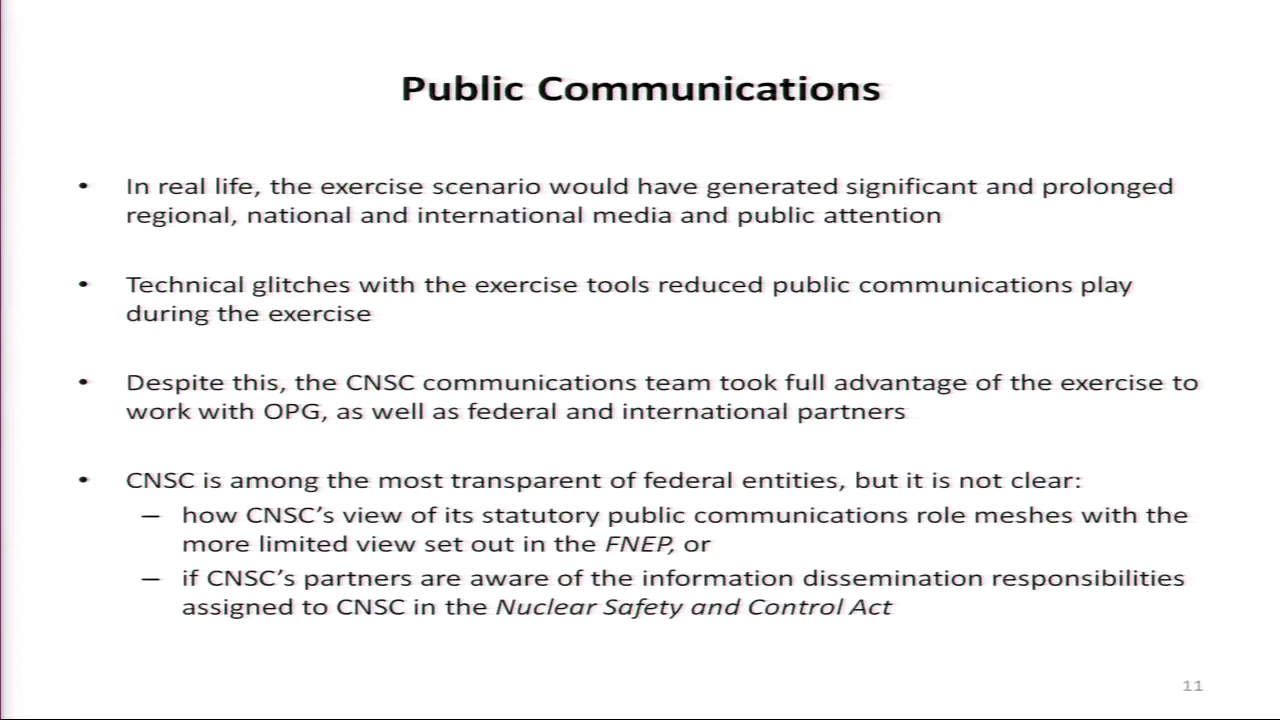 Public Communications
• In real life, the exercise scenario would have generated significant and prolonged
regional, national and international media and public attention
• Technical glitches with the exercise tools reduced public communications play
during the exercise
• Despite this, the CNSC communications team took full advantage of the exercise to
work with OPG, as well as federal and international partners
• CNSC is among the most transparent of federal entities, but it is not clear:
– how CNSC’s view of its statutory public communications role meshes with the
more limited view set out in the FNEP, or
– if CNSC’s partners are aware of the information dissemination responsibilities
assigned to CNSC in the Nuclear Safety and Control Act
11